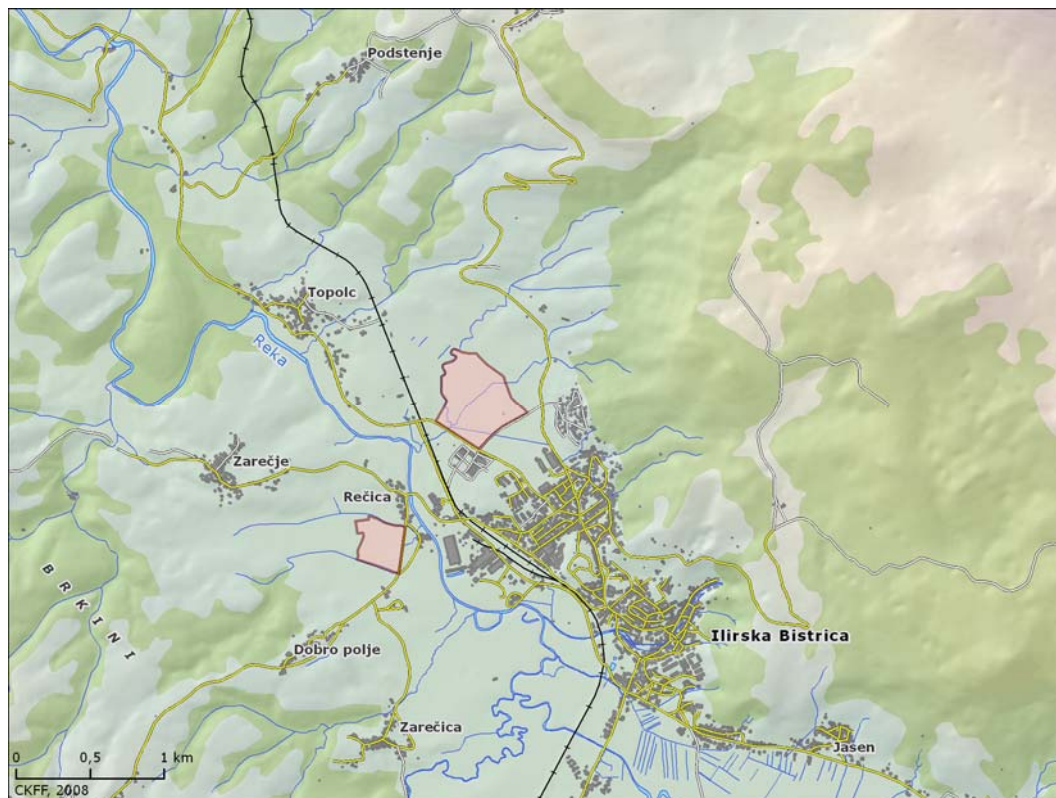 Podstenje
Topolc
Reka
Zarečje
Rečica
BRKINI
Ilirska Bistrica
Dobro polje
Zarečica
Jasen
0 0,5 1 km
CKFF, 2008